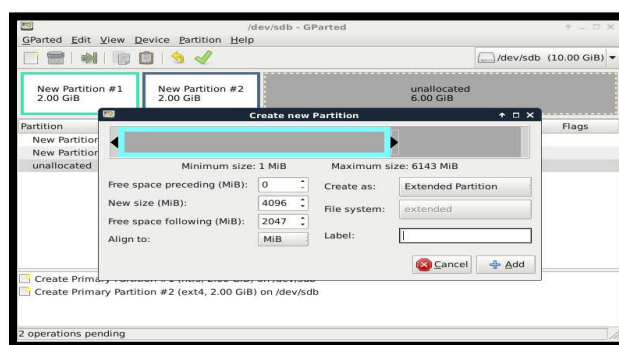 /dev/sdb - GParted
GParted Edit View Device Partition Help
/dev/sdb (10.00 GiB)
New Partition #1
2.00 GiB
New Partition #2
2.00 GiB
unallocated
6.00 GiB
Partition
Flags
New Partition
New Partition
unallocated
Create new Partition
Minimum size: 1 MiB
Maximum size: 6143 MiB
Free space preceding (MiB): 0
Create as: Extended Partition
New size (MiB): 4096
File system: extended
Free space following (MiB): 2047
Align to: MiB
Label:
Cancel
Add
Create Primary Partition #1
Create Primary Partition #2 (ext4, 2.00 GiB) on /dev/sdb
2 operations pending